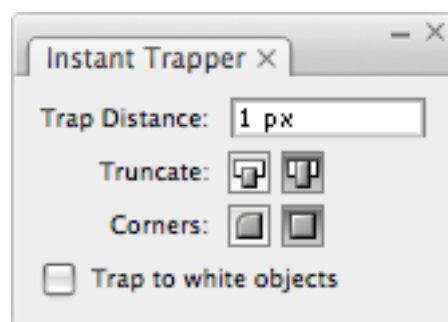 Instant Trapper
Trap Distance: 1 px
Truncate:
Corners:
Trap to white objects